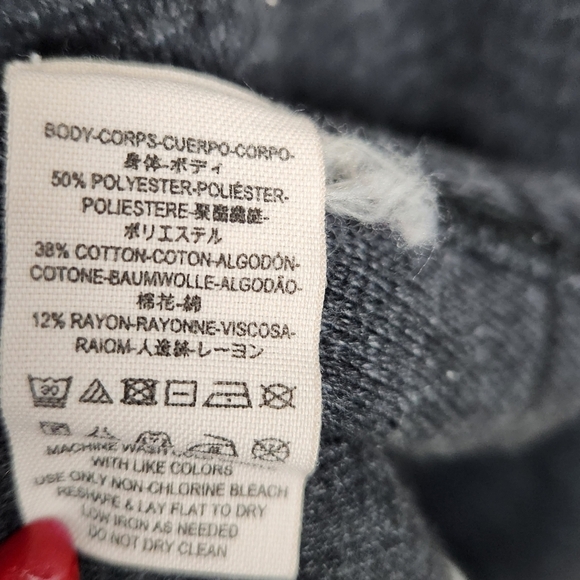 BODY-CORPS-CUERPO-CORPO-
身体-ボディ
50% POLYESTER-POLIÉSTER-
POLIESTERE-聚酯纖維-
ポリエステル
38% COTTON-COTON-ALGODÓN-
COTONE-BAUMWOLLE-ALGODÃO-
棉花-綿
12% RAYON-RAYONNE-VISCOSA-
RAIOM-人造絲-レーヨン
30
MACHINE WASH
WITH LIKE COLORS
USE ONLY NON-CHLORINE BLEACH
RESHAPE & LAY FLAT TO DRY
LOW IRON AS NEEDED
DO NOT DRY CLEAN